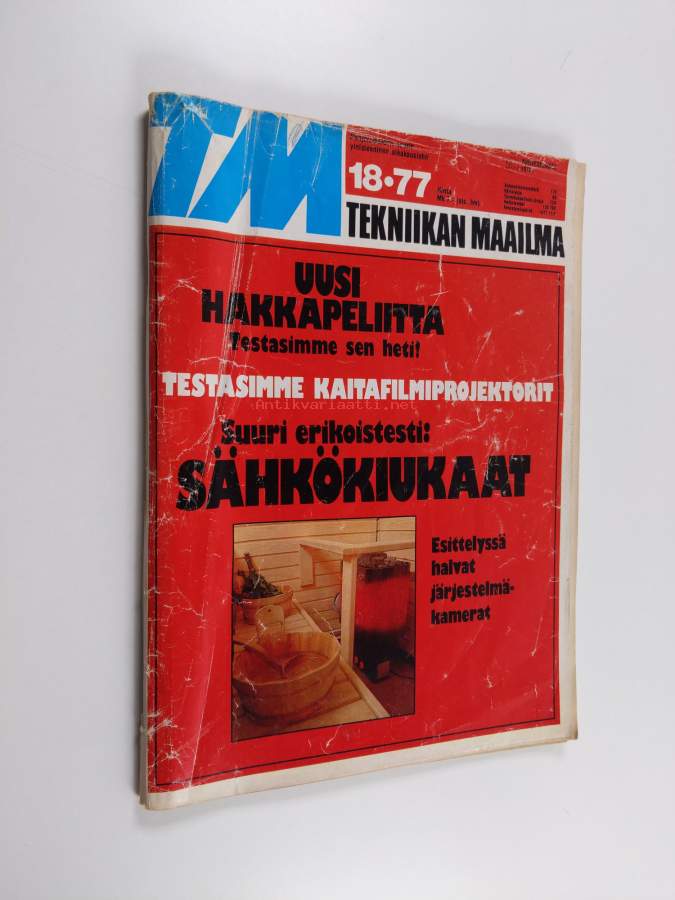 TM
18•77
TEKNIIKAN MAAILMA
UUSI
HAKKAPELIITTA
Testasimme sen heti!
TESTASIMME KAITAFILMIPROJEKTORIT
Antikvariaatti.net
Suuri erikoistesti:
SÄHKÖKIUKAAT
Esittelyssä
halvat
järjestelmä-
kamerat